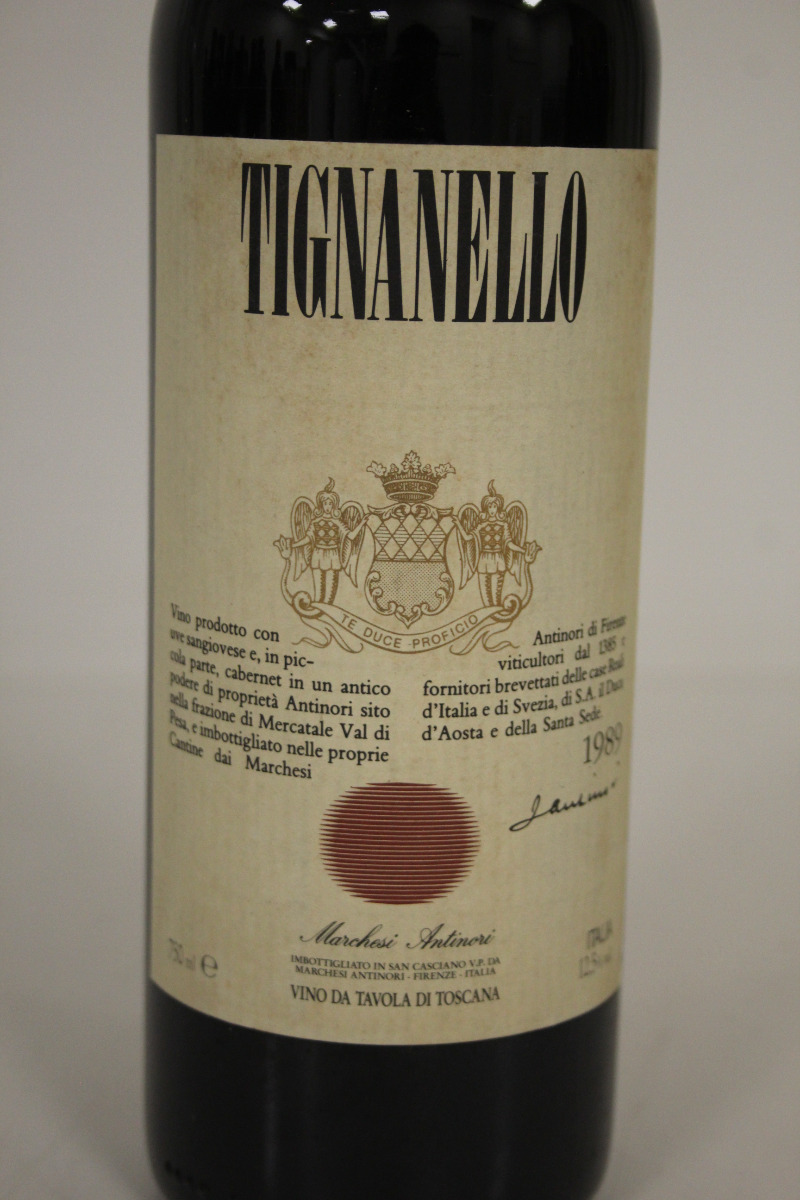 TIGNANELLO
TE DUCE PROFICIO
Vino prodotto con
uve sangiovese e, in pic-
cola parte, cabernet in un antico
podere di proprietà Antinori sito
nella frazione di Mercatale Val di
Pesa, e imbottigliato nelle proprie
Cantine dai Marchesi
Antinori di Firenze
viticultori dal 1385 e
fornitori brevettati delle case Reali
d'Italia e di Svezia, di S.A. il Duca
d'Aosta e della Santa Sede
1989
Marchesi Antinori
IMBOTTIGLIATO IN SAN CASCIANO V.P. DA
MARCHESI ANTINORI - FIRENZE - ITALIA
VINO DA TAVOLA DI TOSCANA
750 ml e
ITALIA